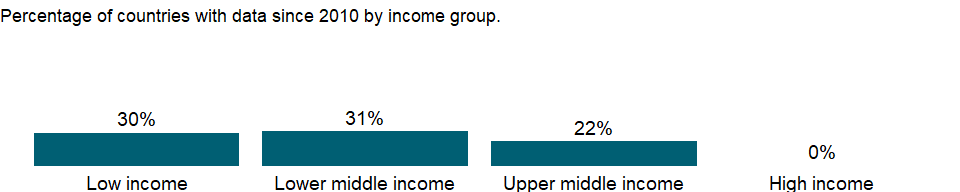 Percentage of countries with data since 2010 by income group.
30%
31%
22%
0%
Low income
Lower middle income
Upper middle income
High income